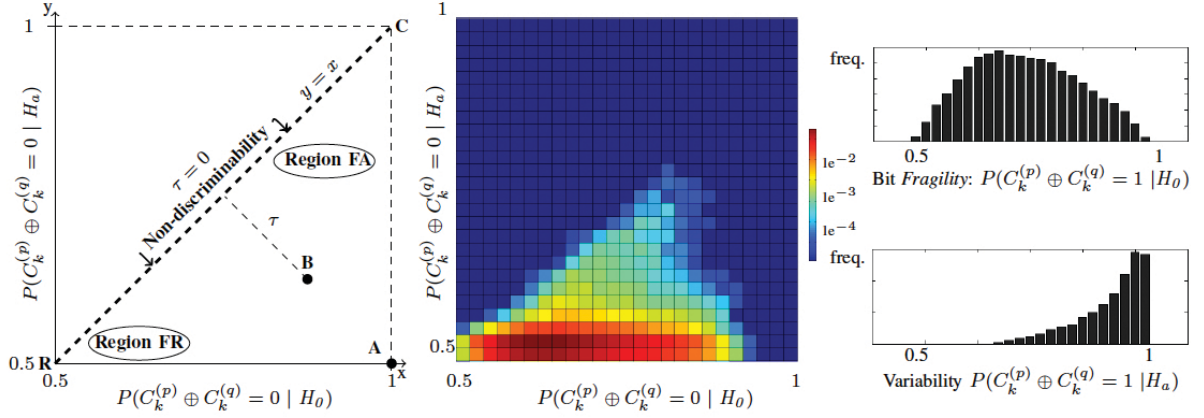 y
1
C
y = x
τ = 0
Non-discriminability
Region FA
τ
B
Region FR
A
R
0.5
0.5
1
x
P(C_k^(p) ⊕ C_k^(q) = 0 | H_a)
P(C_k^(p) ⊕ C_k^(q) = 0 | H_0)
1
P(C_k^(p) ⊕ C_k^(q) = 0 | H_a)
0.5
0.5
1
P(C_k^(p) ⊕ C_k^(q) = 0 | H_0)
1e−2
1e−3
1e−4
freq.
0.5
1
Bit Fragility: P(C_k^(p) ⊕ C_k^(q) = 1 |H_0)
freq.
0.5
1
Variability P(C_k^(p) ⊕ C_k^(q) = 1 |H_a)